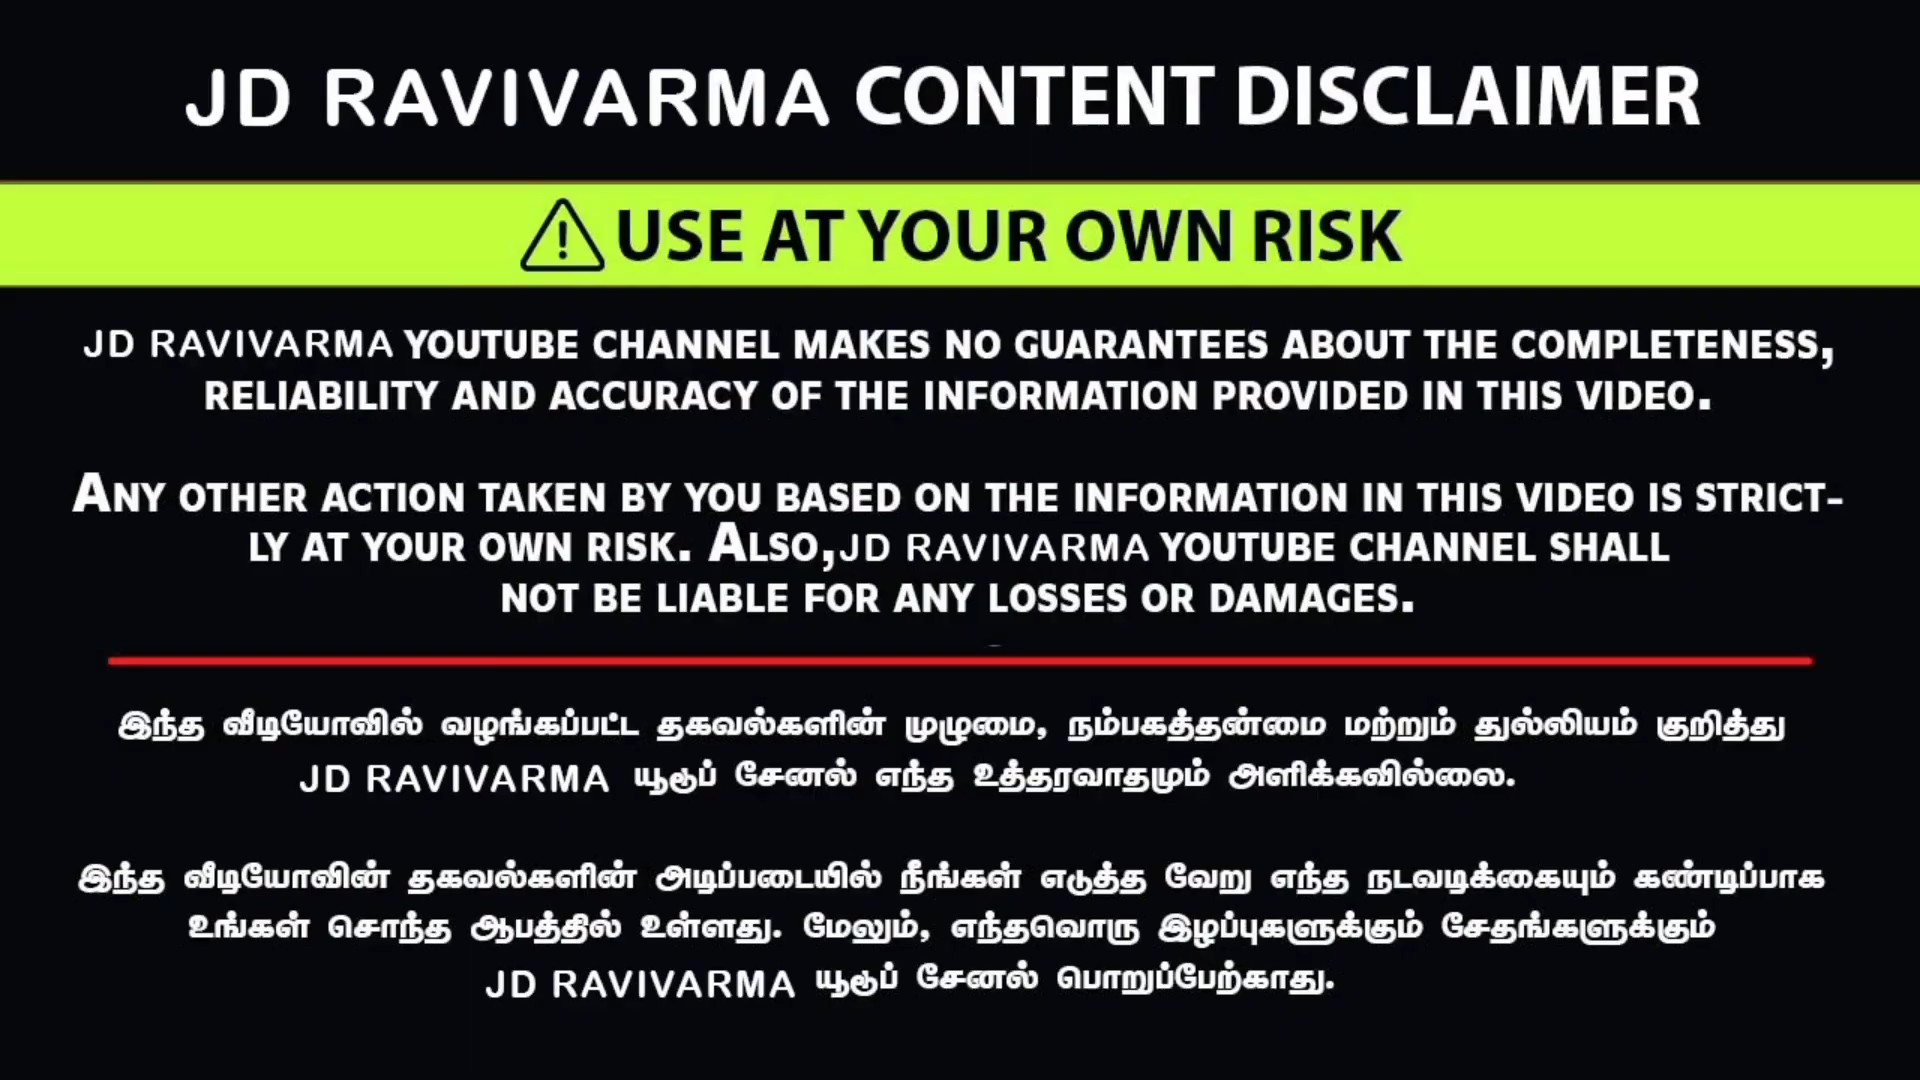 JD RAVIVARMA CONTENT DISCLAIMER
USE AT YOUR OWN RISK
JD RAVIVARMA YOUTUBE CHANNEL MAKES NO GUARANTEES ABOUT THE COMPLETENESS,
RELIABILITY AND ACCURACY OF THE INFORMATION PROVIDED IN THIS VIDEO.
ANY OTHER ACTION TAKEN BY YOU BASED ON THE INFORMATION IN THIS VIDEO IS STRICT-
LY AT YOUR OWN RISK. ALSO,JD RAVIVARMA YOUTUBE CHANNEL SHALL
NOT BE LIABLE FOR ANY LOSSES OR DAMAGES.
இந்த வீடியோவில் வழங்கப்பட்ட தகவல்களின் முழுமை, நம்பகத்தன்மை மற்றும் துல்லியம் குறித்து
JD RAVIVARMA யூடூப் சேனல் எந்த உத்தரவாதமும் அளிக்கவில்லை.
இந்த வீடியோவின் தகவல்களின் அடிப்படையில் நீங்கள் எடுத்த வேறு எந்த நடவடிக்கையும் கண்டிப்பாக
உங்கள் சொந்த ஆபத்தில் உள்ளது. மேலும், எந்தவொரு இழப்புகளுக்கும் சேதங்களுக்கும்
JD RAVIVARMA யூடூப் சேனல் பொறுப்பேற்காது.